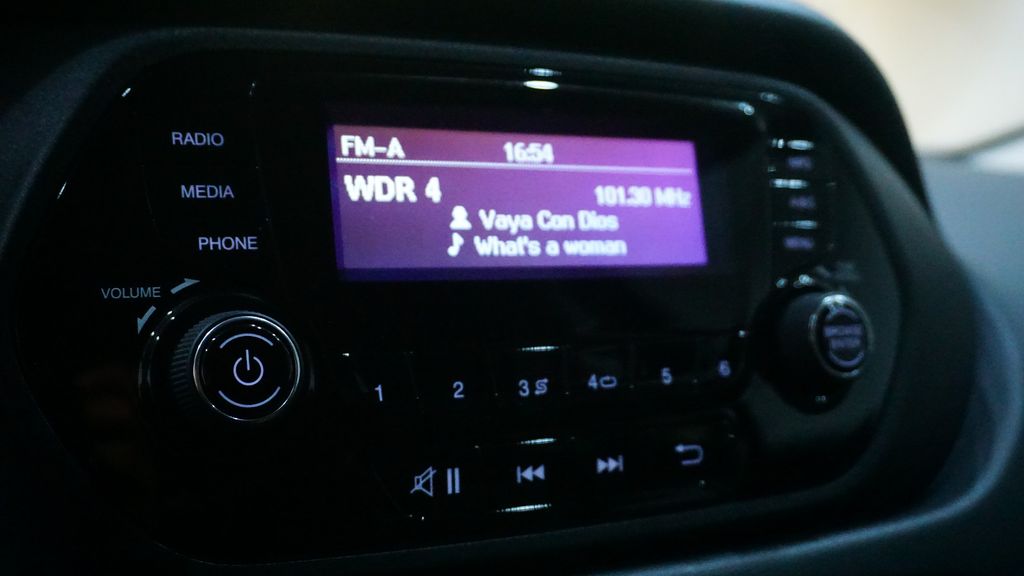 RADIO
MEDIA
PHONE
VOLUME
FM-A 16:54
WDR 4 101.30 MHz
Vaya Con Dios
What's a woman
1 2 3 4 5 6
MENU